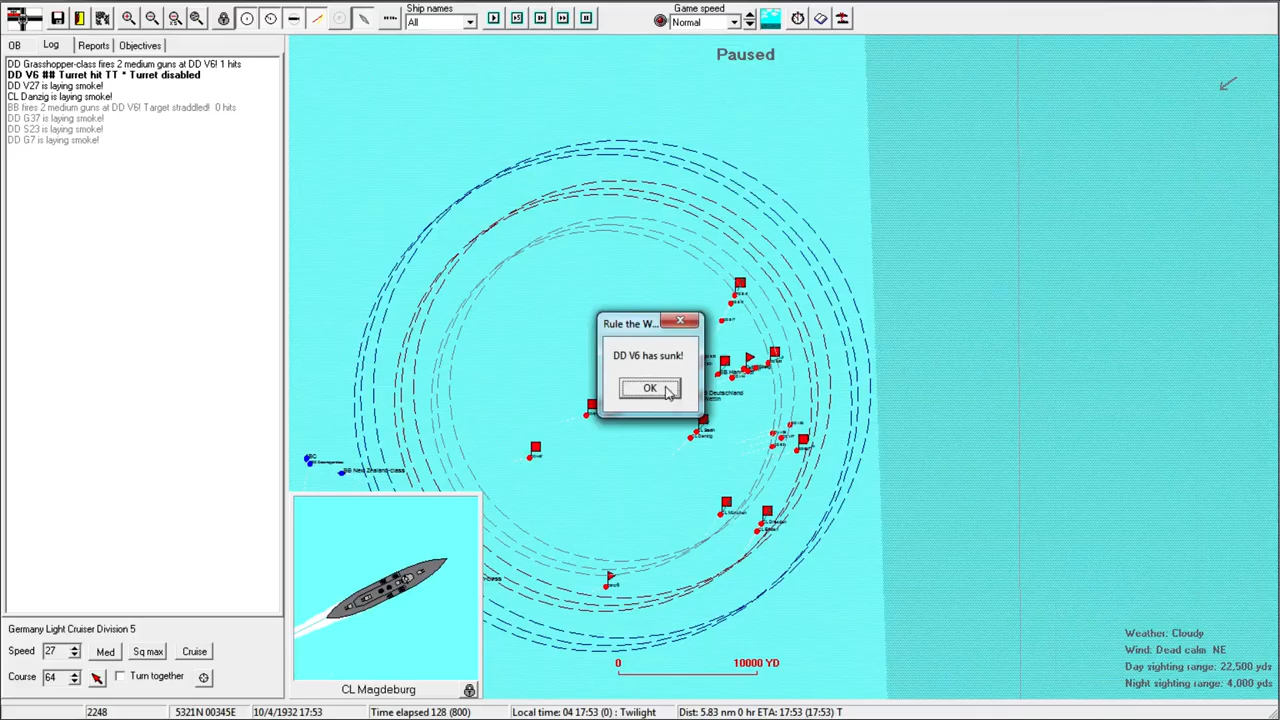 Ship names
All
Game speed
Normal
OB
Log
Reports
Objectives
DD Grasshopper-class fires 2 medium guns at DD V6! 1 hits
DD V6 ## Turret hit TT * Turret disabled
DD V27 is laying smoke!
CL Danzig is laying smoke!
BB fires 2 medium guns at DD V6! Target straddled! 0 hits
DD G37 is laying smoke!
DD S23 is laying smoke!
DD G7 is laying smoke!
Paused
Rule the W...
DD V6 has sunk!
OK
Deutschland
CL Danzig
BC
BB New Zealand-class
CL München
0
10000 YD
Germany Light Cruiser Division 5
Speed
27
Med
Sq max
Cruise
Course
64
Turn together
CL Magdeburg
Weather: Cloudy
Wind: Dead calm NE
Day sighting range: 22,500 yds
Night sighting range: 4,000 yds
2248
5321N 00345E
10/4/1932 17:53
Time elapsed 128 (800)
Local time: 04 17:53 (0) : Twilight
Dist: 5.83 nm 0 hr ETA: 17:53 (17:53) T